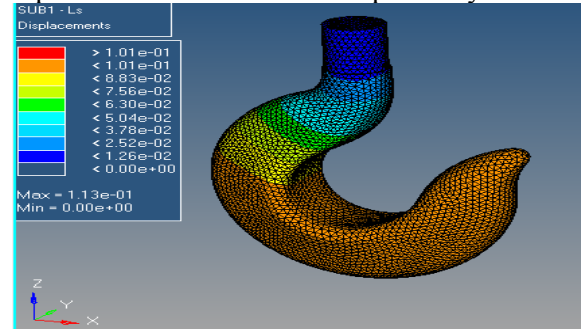 SUB1 - Ls
Displacements
> 1.01e-01
< 1.01e-01
< 8.83e-02
< 7.56e-02
< 6.30e-02
< 5.04e-02
< 3.78e-02
< 2.52e-02
< 1.26e-02
< 0.00e+00
Max = 1.13e-01
Min = 0.00e+00
Z
Y
X